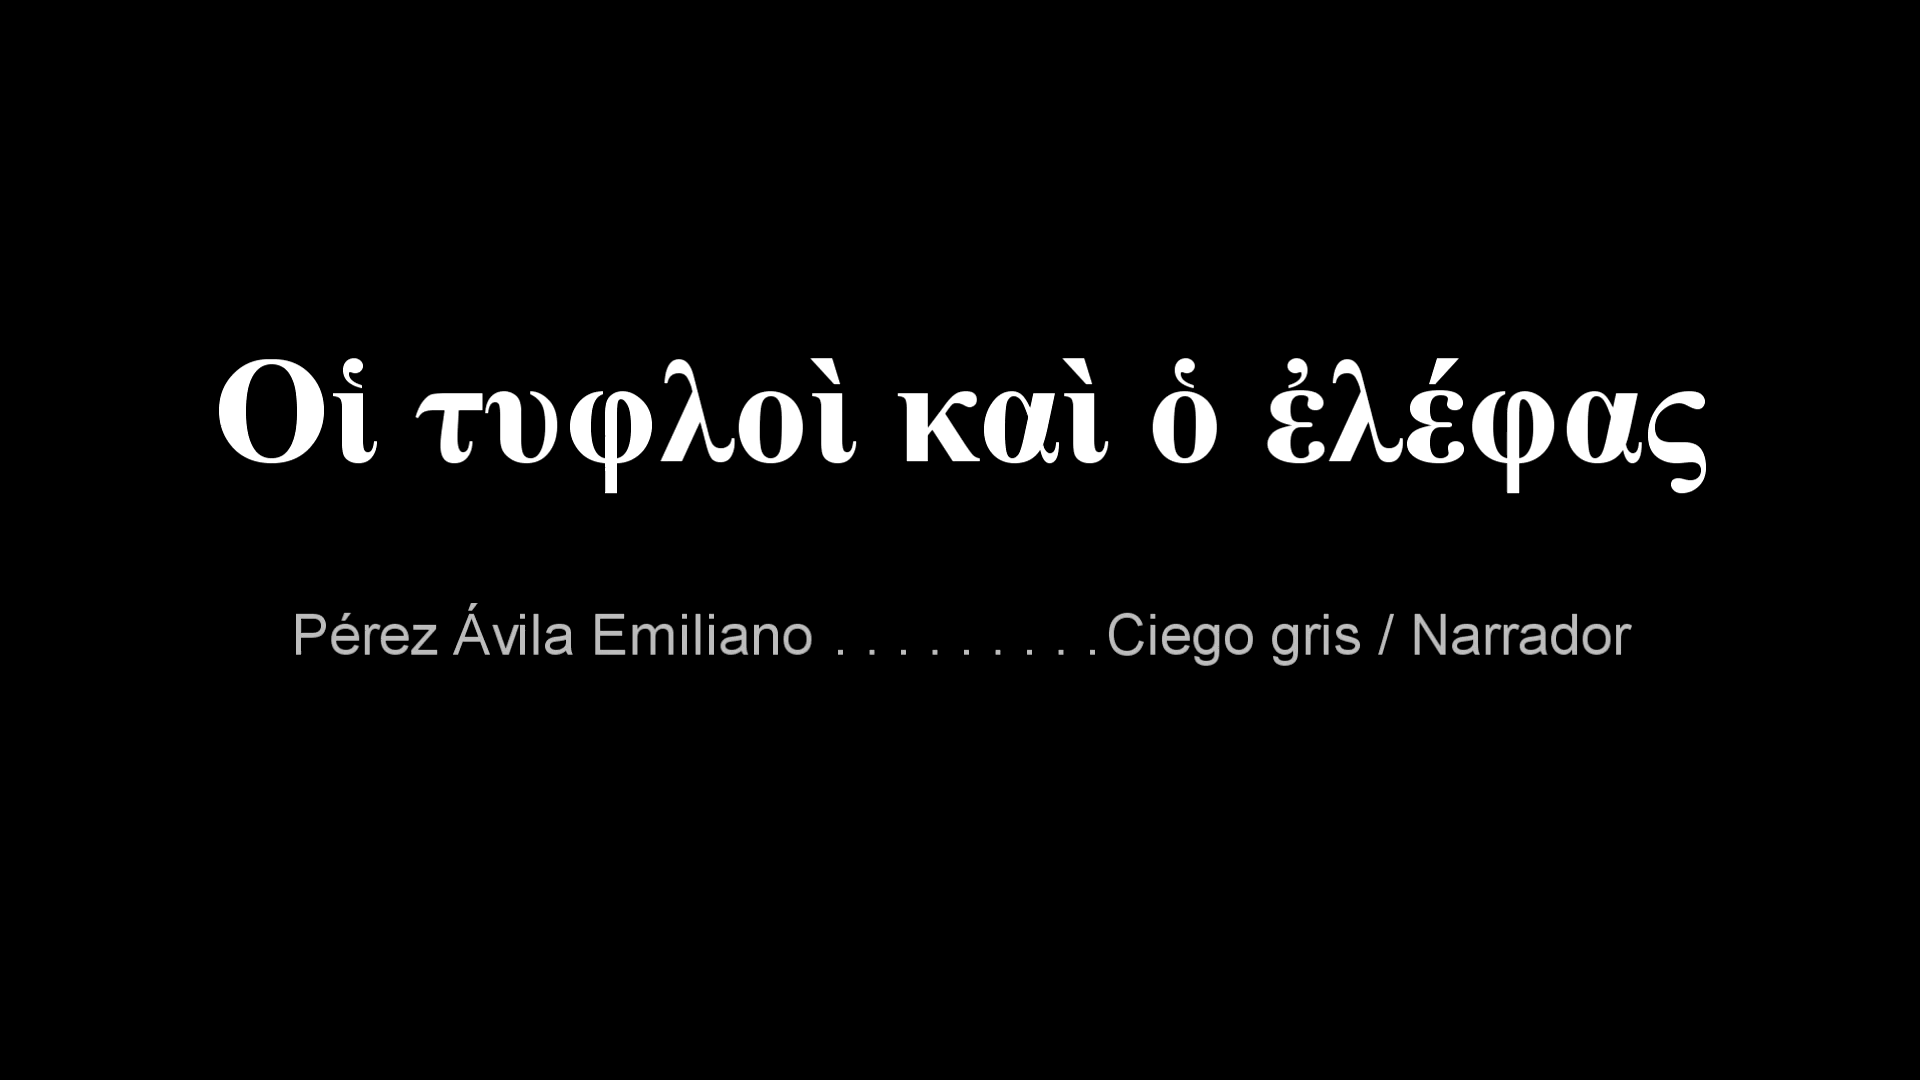 Οἱ τυφλοὶ καὶ ὁ ἐλέφας
Pérez Ávila Emiliano . . . . . . . . . Ciego gris / Narrador